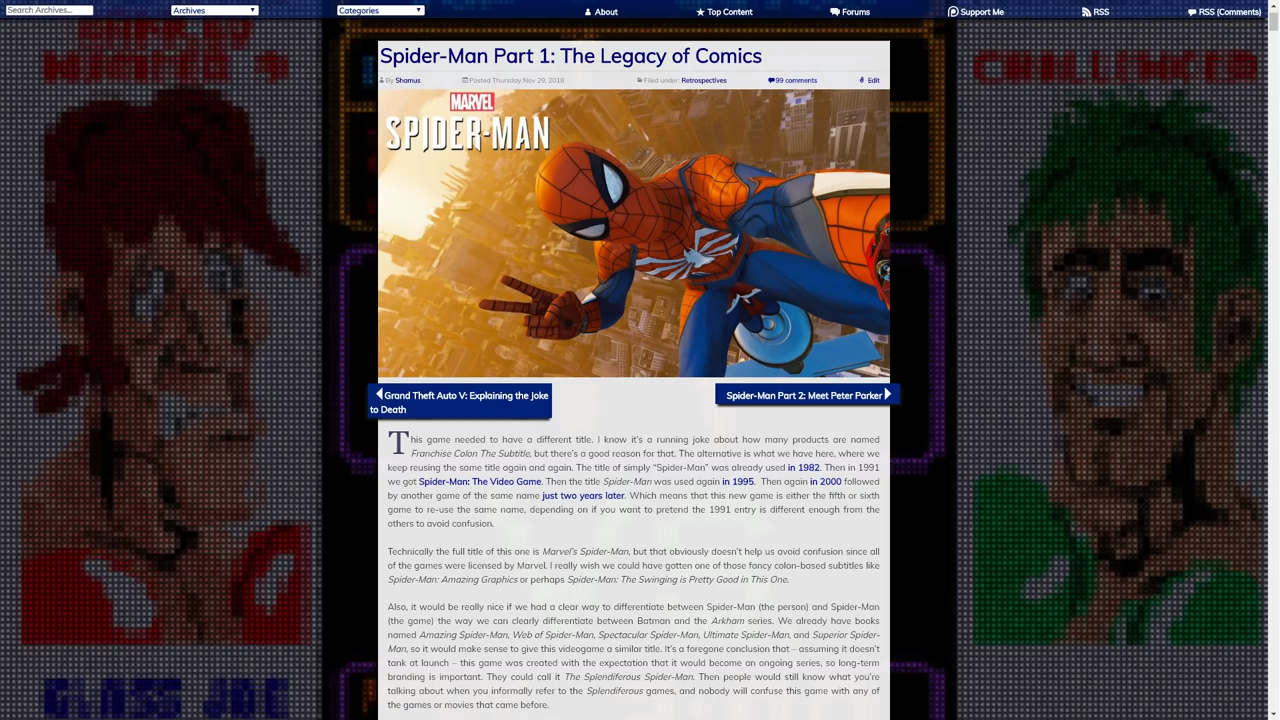 Search Archives...
Archives
Categories
About
Top Content
Forums
Support Me
RSS
RSS (Comments)
Spider-Man Part 1: The Legacy of Comics
By Shamus
Posted Thursday Nov 29, 2018
Filed under: Retrospectives
99 comments
Edit
MARVEL
SPIDER-MAN
Grand Theft Auto V: Explaining the Joke
to Death
Spider-Man Part 2: Meet Peter Parker
This game needed to have a different title. I know it's a running joke about how many products are named
Franchise Colon The Subtitle, but there's a good reason for that. The alternative is what we have here, where we
keep reusing the same title again and again. The title of simply “Spider-Man” was already used in 1982. Then in 1991
we got Spider-Man: The Video Game. Then the title Spider-Man was used again in 1995. Then again in 2000 followed
by another game of the same name just two years later. Which means that this new game is either the fifth or sixth
game to re-use the same name, depending on if you want to pretend the 1991 entry is different enough from the
others to avoid confusion.
Technically the full title of this one is Marvel's Spider-Man, but that obviously doesn't help us avoid confusion since all
of the games were licensed by Marvel. I really wish we could have gotten one of those fancy colon-based subtitles like
Spider-Man: Amazing Graphics or perhaps Spider-Man: The Swinging is Pretty Good in This One.
Also, it would be really nice if we had a clear way to differentiate between Spider-Man (the person) and Spider-Man
(the game) the way we can clearly differentiate between Batman and the Arkham series. We already have books
named Amazing Spider-Man, Web of Spider-Man, Spectacular Spider-Man, Ultimate Spider-Man, and Superior Spider-
Man, so it would make sense to give this videogame a similar title. It's a foregone conclusion that – assuming it doesn't
tank at launch – this game was created with the expectation that it would become an ongoing series, so long-term
branding is important. They could call it The Splendiferous Spider-Man. Then people would still know what you're
talking about when you informally refer to the Splendiferous games, and nobody will confuse this game with any of
the games or movies that came before.
GLASS JOE